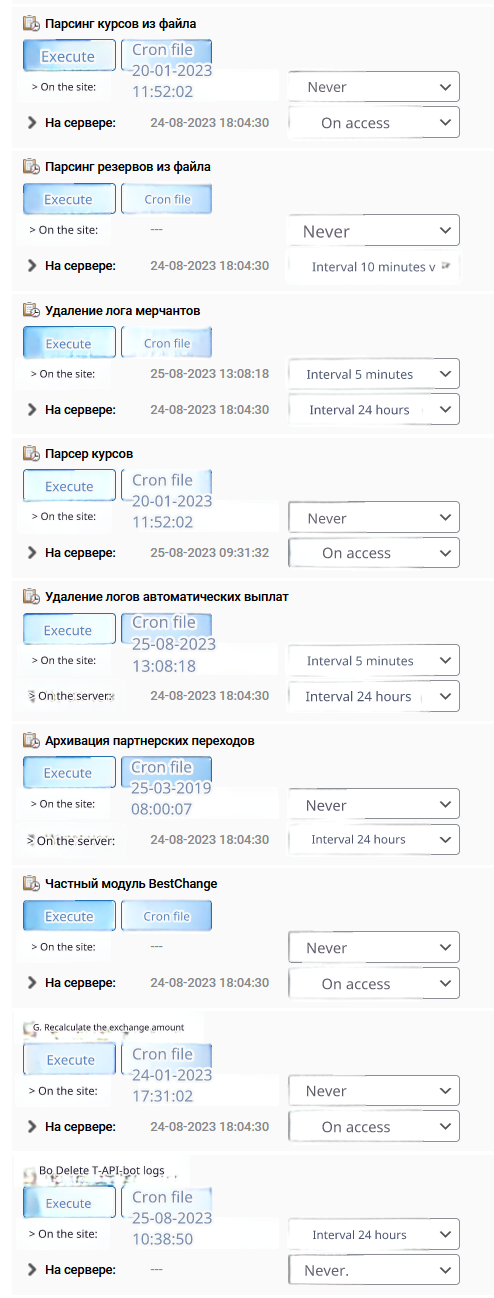 Парсинг курсов из файла
Execute Cron file
20-01-2023
> On the site: 11:52:02 Never
На сервере: 24-08-2023 18:04:30 On access
Парсинг резервов из файла
Execute Cron file
> On the site: --- Never
На сервере: 24-08-2023 18:04:30 Interval 10 minutes v
Удаление лога мерчантов
Execute Cron file
> On the site: 25-08-2023 13:08:18 Interval 5 minutes
На сервере: 24-08-2023 18:04:30 Interval 24 hours
Парсер курсов
Execute Cron file
20-01-2023
> On the site: 11:52:02 Never
На сервере: 25-08-2023 09:31:32 On access
Удаление логов автоматических выплат
Execute Cron file
25-08-2023
> On the site: 13:08:18 Interval 5 minutes
> On the server: 24-08-2023 18:04:30 Interval 24 hours
Архивация партнерских переходов
Execute Cron file
25-03-2019
> On the site: 08:00:07 Never
> On the server: 24-08-2023 18:04:30 Interval 24 hours
Частный модуль BestChange
Execute Cron file
> On the site: --- Never
На сервере: 24-08-2023 18:04:30 On access
G. Recalculate the exchange amount
Execute Cron file
24-01-2023
> On the site: 17:31:02 Never
На сервере: 24-08-2023 18:04:30 On access
Bo Delete T-API-bot logs
Execute Cron file
25-08-2023
> On the site: 10:38:50 Interval 24 hours
На сервере: --- Never.